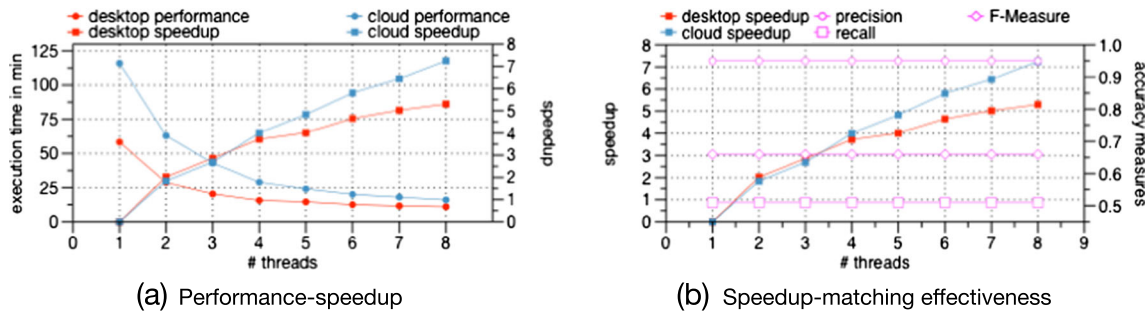 desktop performance
desktop speedup
cloud performance
cloud speedup
execution time in min
125
100
75
50
25
0
8
7
6
5
4
3
2
1
0
speedup
0 1 2 3 4 5 6 7 8
# threads
(a) Performance-speedup
desktop speedup
cloud speedup
precision
recall
F-Measure
speedup
8
7
6
5
4
3
2
1
0
1.0
0.9
0.8
0.7
0.6
0.5
accuracy measures
0 1 2 3 4 5 6 7 8 9
# threads
(b) Speedup-matching effectiveness